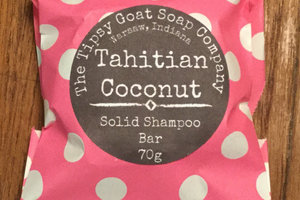 The Tipsy Goat Soap Company
Warsaw, Indiana
Tahitian
Coconut
Solid Shampoo
Bar
70g